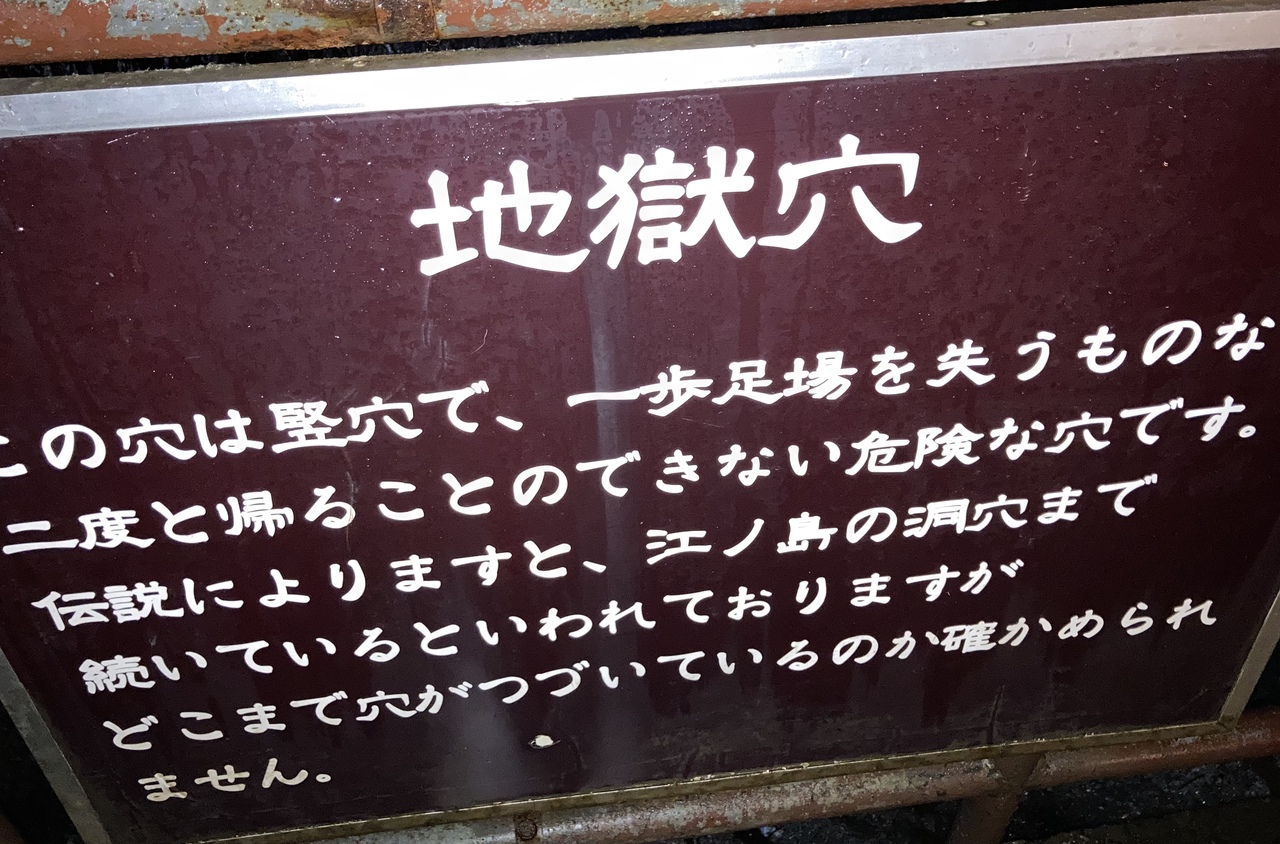 地獄穴
この穴は竪穴で、一歩足場を失うものな
二度と帰ることのできない危険な穴です。
伝説によりますと、江ノ島の洞穴まで
続いているといわれておりますが
どこまで穴がつづいているのか確かめられ
ません。